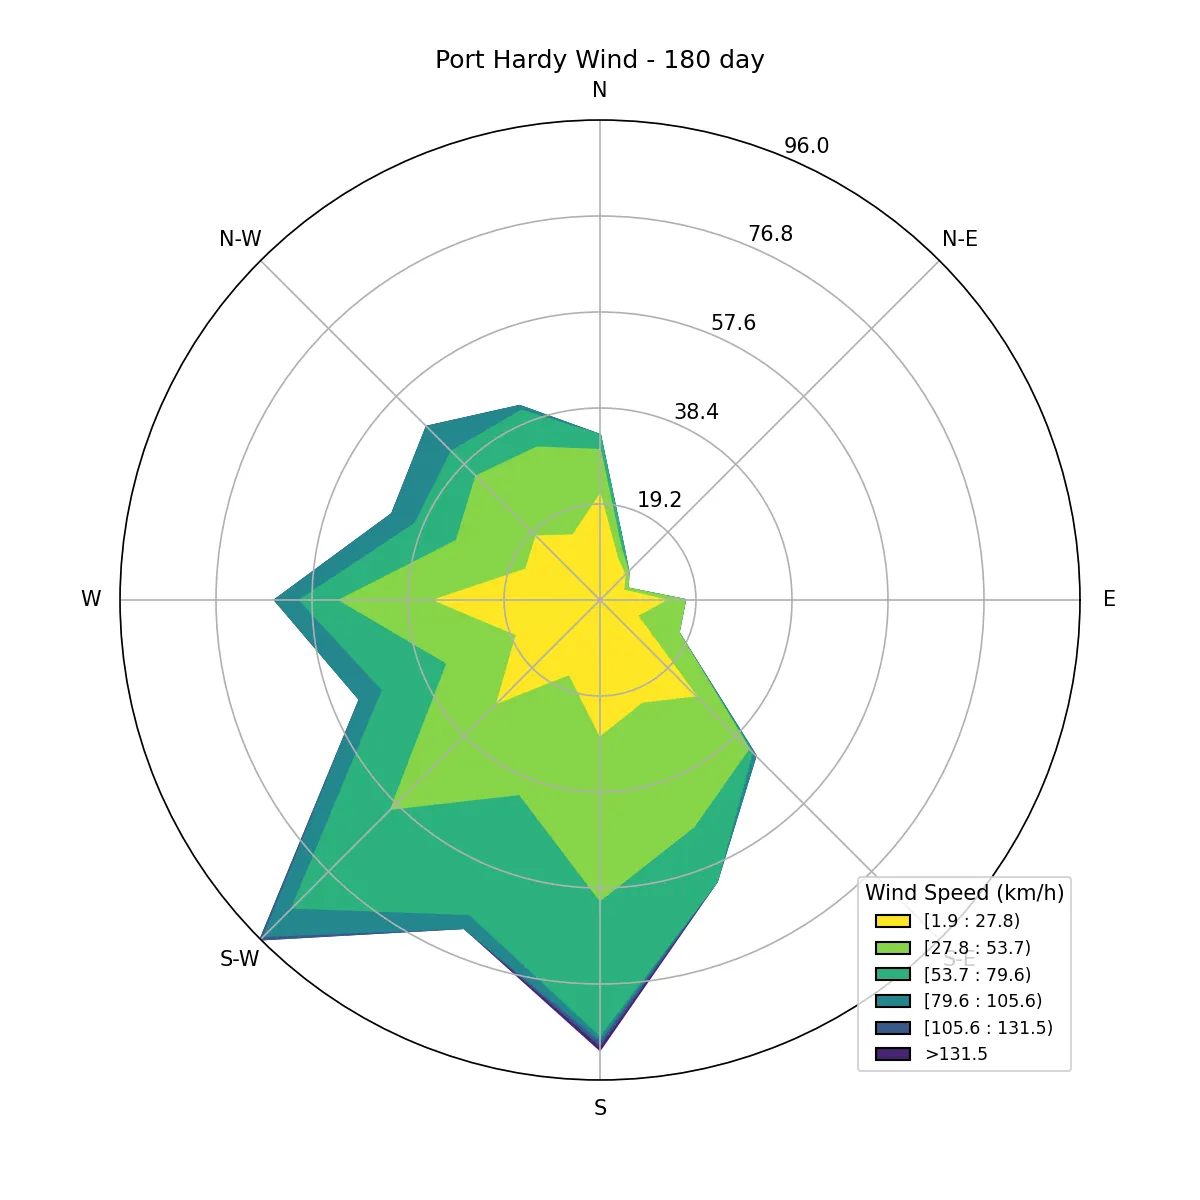 Port Hardy Wind - 180 day
N
96.0
76.8
N-W
N-E
57.6
38.4
19.2
W
E
Wind Speed (km/h)
[1.9 : 27.8)
[27.8 : 53.7)
S-W
S-E
[53.7 : 79.6)
[79.6 : 105.6)
[105.6 : 131.5)
>131.5
S